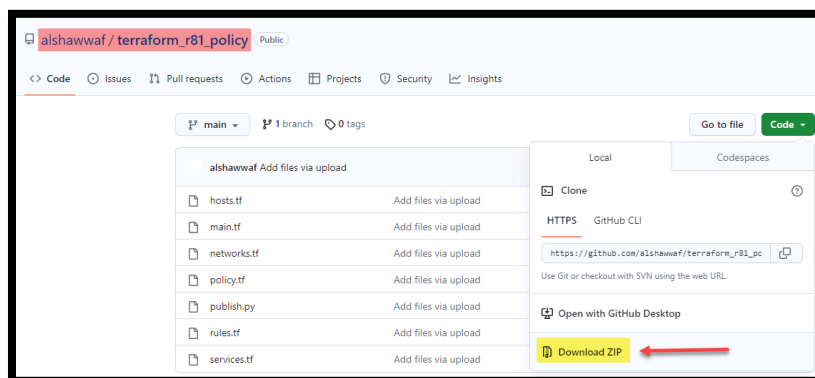 alshawwaf / terraform_r81_policy Public
<> Code Issues Pull requests Actions Projects Security Insights
main 1 branch 0 tags Go to file Code
Local Codespaces
alshawwaf Add files via upload
Clone
hosts.tf Add files via upload
HTTPS GitHub CLI
main.tf Add files via upload
networks.tf Add files via upload
https://github.com/alshawwaf/terraform_r81_pc
Use Git or checkout with SVN using the web URL.
policy.tf Add files via upload
publish.py Add files via upload
Open with GitHub Desktop
rules.tf Add files via upload
Download ZIP
services.tf Add files via upload